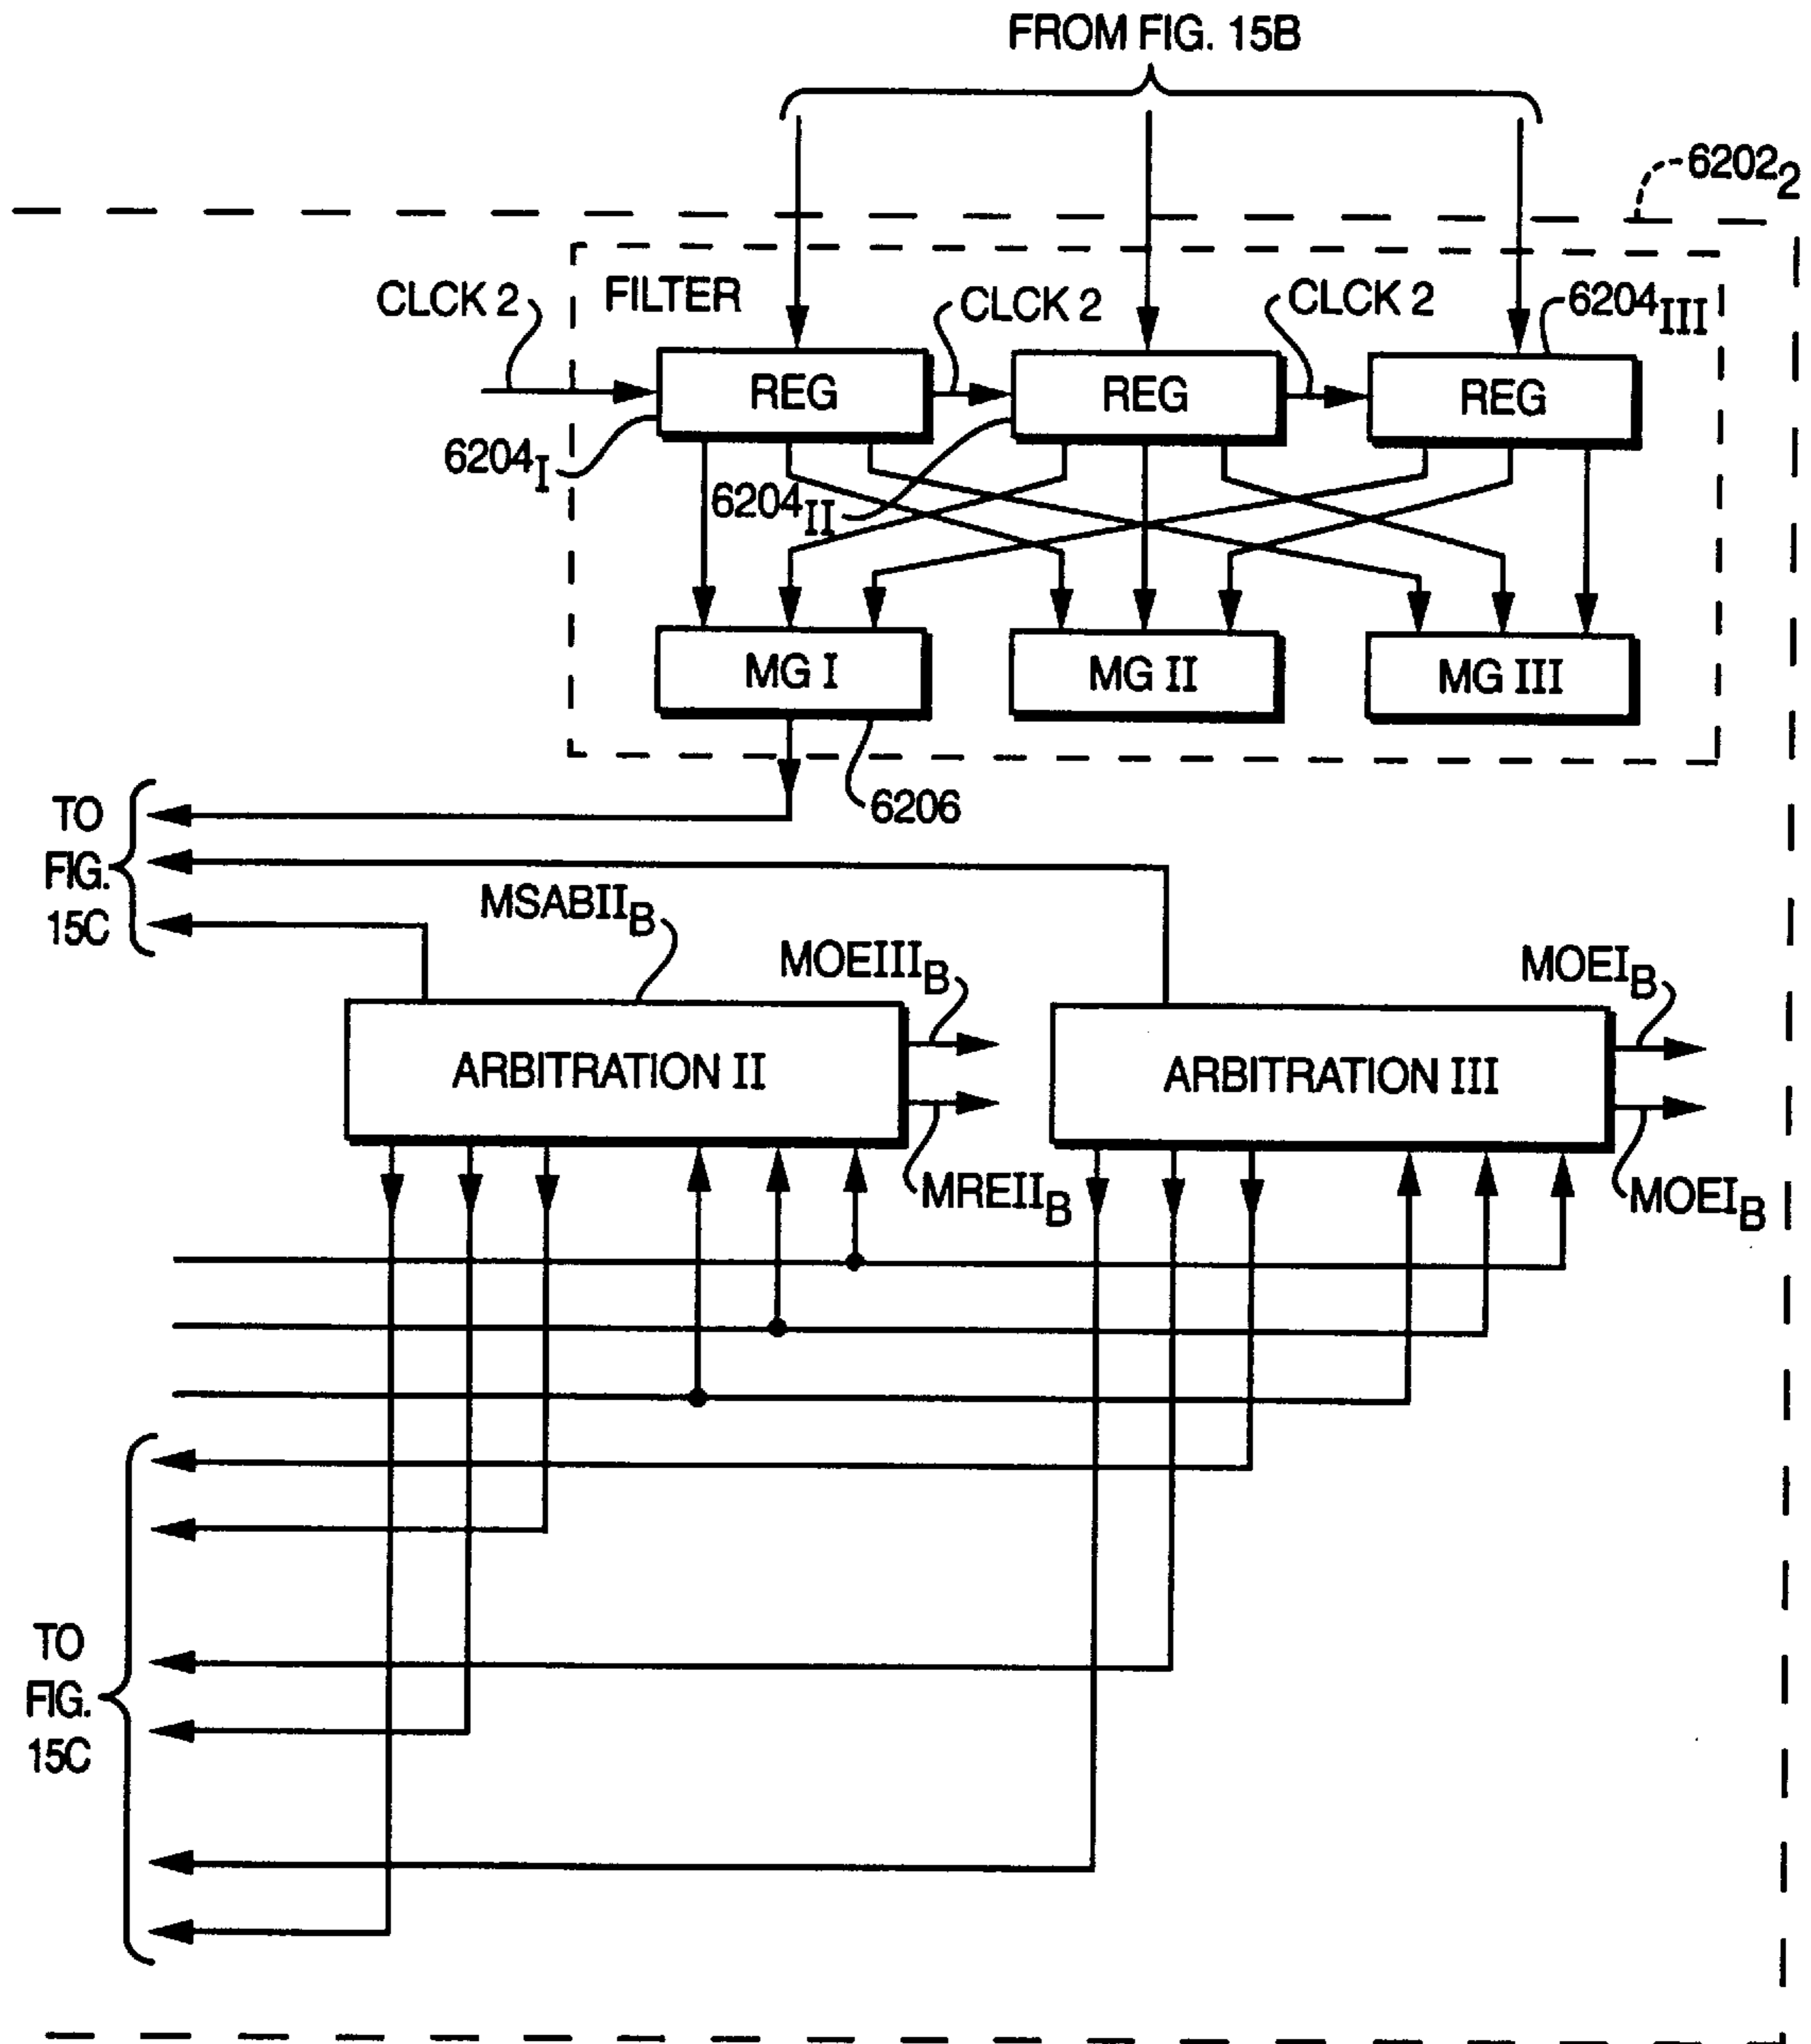 FROM FIG. 15B
6202₂
CLCK 2
FILTER
CLCK 2
CLCK 2
6204III
REG
REG
REG
6204I
6204II
MG I
MG II
MG III
6206
TO
FIG.
15C
MSABIIB
MOEIIIB
MOEIB
ARBITRATION II
ARBITRATION III
MREIIB
MOEIB
TO
FIG.
15C